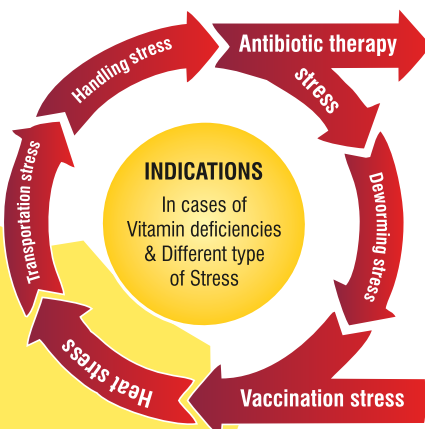 Handling stress
Antibiotic therapy
stress
Deworming stress
Vaccination stress
Heat stress
Transportation stress
INDICATIONS
In cases of
Vitamin deficiencies
& Different type
of Stress